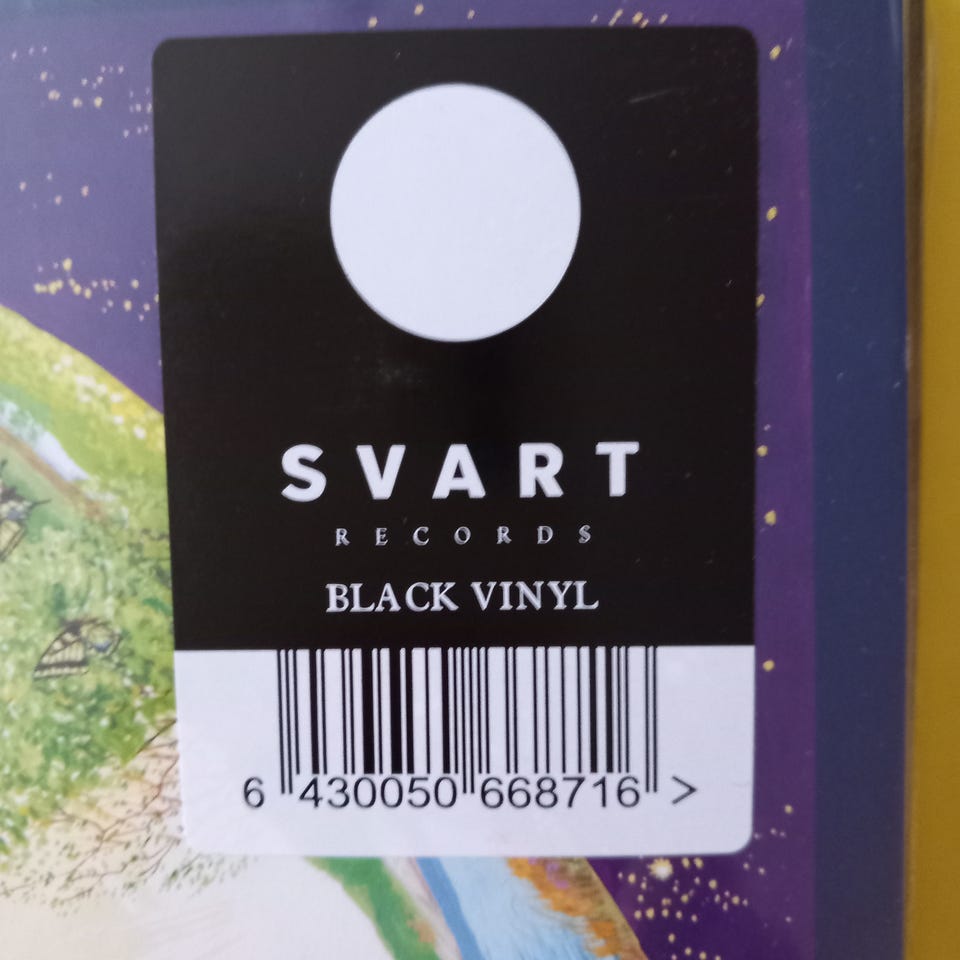 SVART
RECORDS
BLACK VINYL
6 430050 668716 >